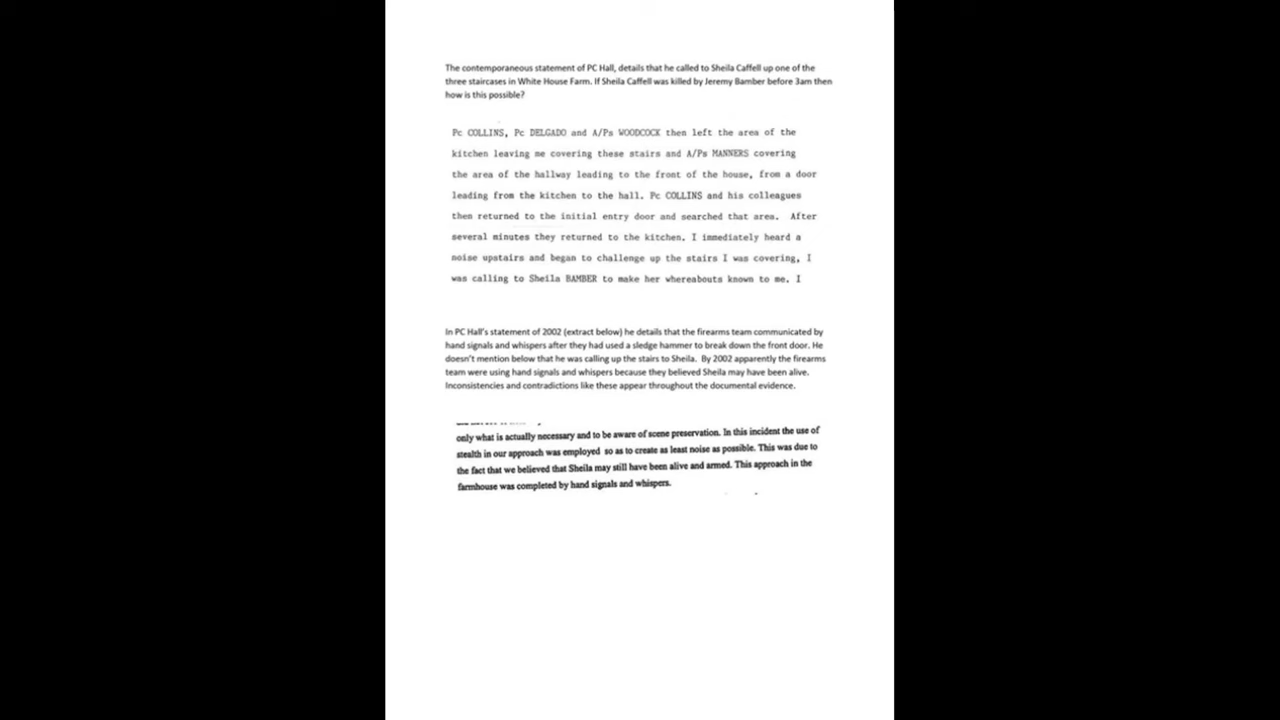 The contemporaneous statement of PC Hall, details that he called to Sheila Caffell up one of the
three staircases in White House Farm. If Sheila Caffell was killed by Jeremy Bamber before 3am then
how is this possible?
Pc COLLINS, Pc DELGADO and A/Ps WOODCOCK then left the area of the
kitchen leaving me covering these stairs and A/Ps MANNERS covering
the area of the hallway leading to the front of the house, from a door
leading from the kitchen to the hall. Pc COLLINS and his colleagues
then returned to the initial entry door and searched that area. After
several minutes they returned to the kitchen. I immediately heard a
noise upstairs and began to challenge up the stairs I was covering, I
was calling to Sheila BAMBER to make her whereabouts known to me. I
In PC Hall's statement of 2002 (extract below) he details that the firearms team communicated by
hand signals and whispers after they had used a sledge hammer to break down the front door. He
doesn't mention below that he was calling up the stairs to Sheila. By 2002 apparently the firearms
team were using hand signals and whispers because they believed Sheila may have been alive.
Inconsistencies and contradictions like these appear throughout the documental evidence.
only what is actually necessary and to be aware of scene preservation. In this incident the use of
stealth in our approach was employed so as to create as least noise as possible. This was due to
the fact that we believed that Sheila may still have been alive and armed. This approach in the
farmhouse was completed by hand signals and whispers.